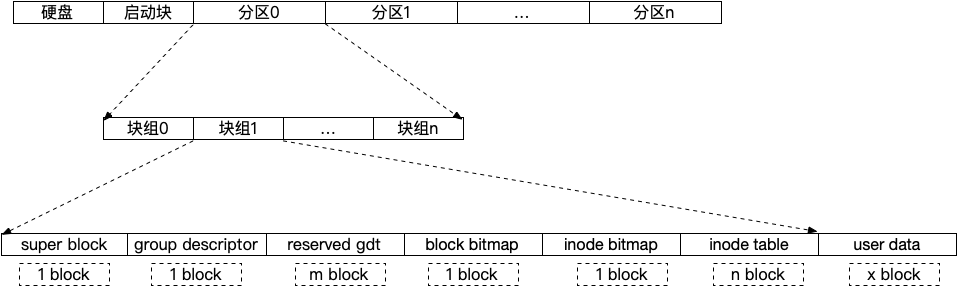 硬盘 启动块 分区0 分区1 ... 分区n
块组0 块组1 ... 块组n
super block group descriptor reserved gdt block bitmap inode bitmap inode table user data
1 block 1 block m block 1 block 1 block n block x block